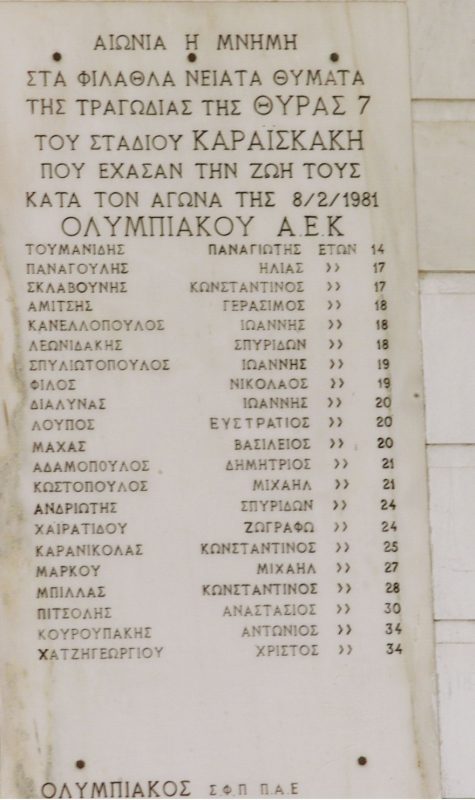 ΑΙΩΝΙΑ Η ΜΝΗΜΗ
ΣΤΑ ΦΙΛΑΘΛΑ ΝΕΙΑΤΑ ΘΥΜΑΤΑ
ΤΗΣ ΤΡΑΓΩΔΙΑΣ ΤΗΣ ΘΥΡΑΣ 7
ΤΟΥ ΣΤΑΔΙΟΥ ΚΑΡΑΪΣΚΑΚΗ
ΠΟΥ ΕΧΑΣΑΝ ΤΗΝ ΖΩΗ ΤΟΥΣ
ΚΑΤΑ ΤΟΝ ΑΓΩΝΑ ΤΗΣ 8/2/1981
ΟΛΥΜΠΙΑΚΟΥ Α.Ε.Κ
ΤΟΥΜΑΝΙΔΗΣ ΠΑΝΑΓΙΩΤΗΣ ΕΤΩΝ 14
ΠΑΝΑΓΟΥΛΗΣ ΗΛΙΑΣ >> 17
ΣΚΛΑΒΟΥΝΗΣ ΚΩΝΣΤΑΝΤΙΝΟΣ >> 17
ΑΜΙΤΣΗΣ ΓΕΡΑΣΙΜΟΣ >> 18
ΚΑΝΕΛΛΟΠΟΥΛΟΣ ΙΩΑΝΝΗΣ >> 18
ΛΕΩΝΙΔΑΚΗΣ ΣΠΥΡΙΔΩΝ >> 18
ΣΠΥΛΙΩΤΟΠΟΥΛΟΣ ΙΩΑΝΝΗΣ >> 19
ΦΙΛΟΣ ΝΙΚΟΛΑΟΣ >> 19
ΔΙΑΛΥΝΑΣ ΙΩΑΝΝΗΣ >> 20
ΛΟΥΠΟΣ ΕΥΣΤΡΑΤΙΟΣ >> 20
ΜΑΧΑΣ ΒΑΣΙΛΕΙΟΣ >> 20
ΑΔΑΜΟΠΟΥΛΟΣ ΔΗΜΗΤΡΙΟΣ >> 21
ΚΩΣΤΟΠΟΥΛΟΣ ΜΙΧΑΗΛ >> 21
ΑΝΔΡΙΩΤΗΣ ΣΠΥΡΙΔΩΝ >> 24
ΧΑΙΡΑΤΙΔΟΥ ΖΩΓΡΑΦΩ >> 24
ΚΑΡΑΝΙΚΟΛΑΣ ΚΩΝΣΤΑΝΤΙΝΟΣ >> 25
ΜΑΡΚΟΥ ΜΙΧΑΗΛ >> 27
ΜΠΙΛΛΑΣ ΚΩΝΣΤΑΝΤΙΝΟΣ >> 28
ΠΙΤΣΟΛΗΣ ΑΝΑΣΤΑΣΙΟΣ >> 30
ΚΟΥΡΟΥΠΑΚΗΣ ΑΝΤΩΝΙΟΣ >> 34
ΧΑΤΖΗΓΕΩΡΓΙΟΥ ΧΡΙΣΤΟΣ >> 34
ΟΛΥΜΠΙΑΚΟΣ Σ.Φ.Π Π.Α.Ε